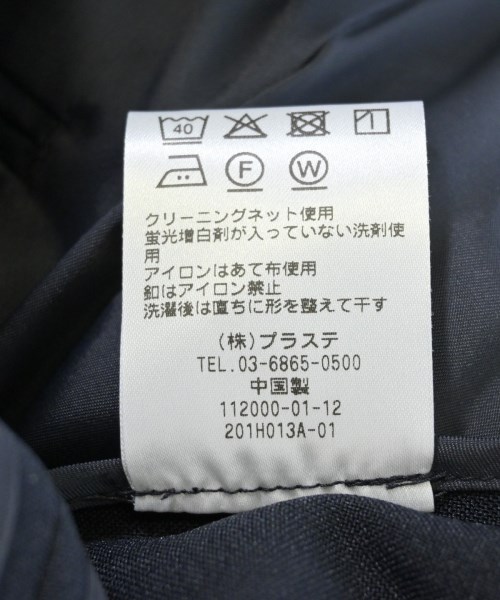 40
F W
クリーニングネット使用
蛍光増白剤が入っていない洗剤使
用
アイロンはあて布使用
釦はアイロン禁止
洗濯後は直ちに形を整えて干す
(株)プラステ
TEL.03-6865-0500
中国製
112000-01-12
201H013A-01